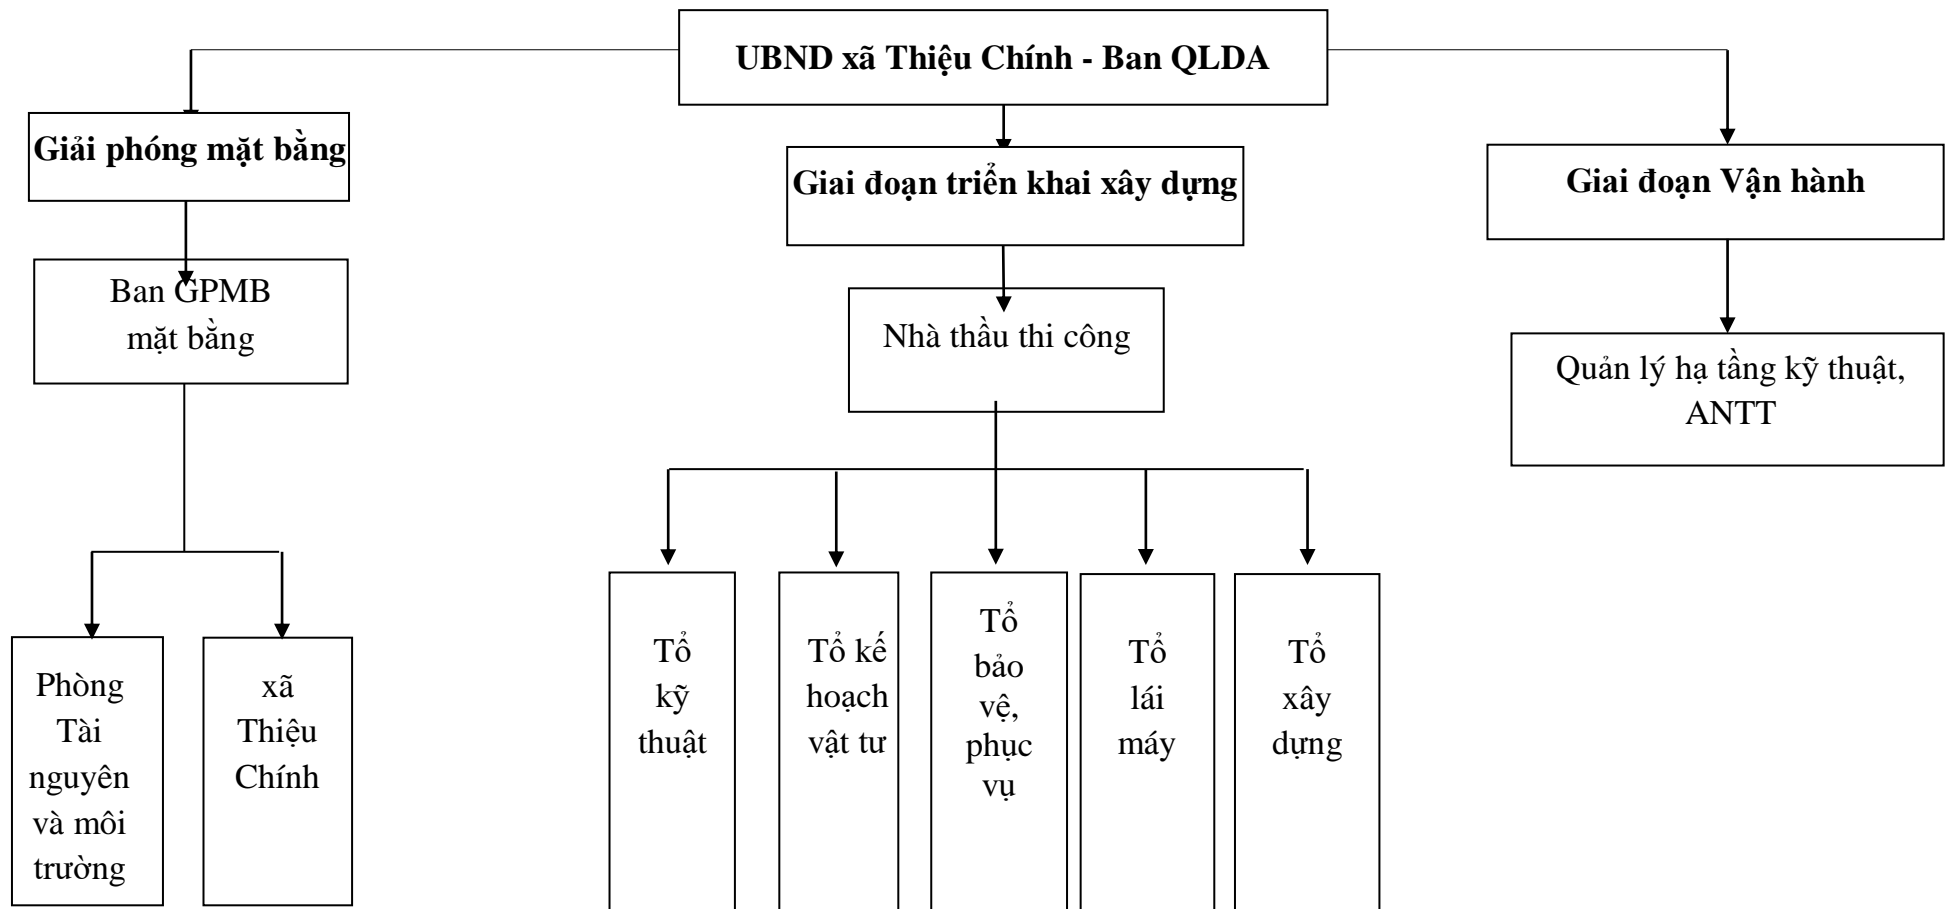 UBND xã Thiệu Chính - Ban QLDA
Giải phóng mặt bằng
Giai đoạn triển khai xây dựng
Giai đoạn Vận hành
Ban GPMB
mặt bằng
Nhà thầu thi công
Quản lý hạ tầng kỹ thuật,
ANTT
Phòng
Tài
nguyên
và môi
trường
xã
Thiệu
Chính
Tổ
kỹ
thuật
Tổ kế
hoạch
vật tư
Tổ
bảo
vệ,
phục
vụ
Tổ
lái
máy
Tổ
xây
dựng